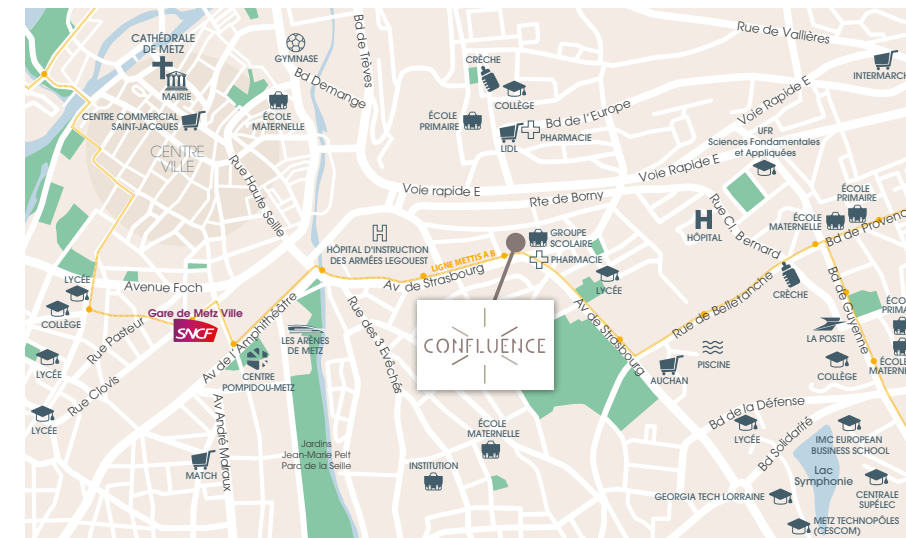 CATHÉDRALE
DE METZ
MAIRIE
CENTRE COMMERCIAL
SAINT-JACQUES
CENTRE
VILLE
GYMNASE
Bd Demange
Bd de Trèves
ÉCOLE
MATERNELLE
Rue Haute Seille
CRÈCHE
COLLÈGE
ÉCOLE
PRIMAIRE
LIDL
PHARMACIE
Bd de l'Europe
Rue de Vallières
INTERMARCH
Voie Rapide E
UFR
Sciences Fondamentales
et Appliquées
Voie Rapide E
Voie rapide E
Rte de Borny
HÔPITAL D'INSTRUCTION
DES ARMÉES LEGOUEST
LIGNE METTIS A B
Av de Strasbourg
GROUPE
SCOLAIRE
PHARMACIE
LYCÉE
HÔPITAL
Rue Cl. Bernard
ÉCOLE
PRIMAIRE
ÉCOLE
MATERNELLE
Bd de Provenc
CRÈCHE
Rue de Belletanche
Bd de Guyenne
ÉCO
PRIMA
ÉCOLE
MATERN
LA POSTE
COLLÈGE
PISCINE
AUCHAN
Av de Strasbourg
CONFLUENCE
LYCÉE
COLLÈGE
Avenue Foch
Gare de Metz Ville
SNCF
Rue Pasteur
LYCÉE
Rue Clovis
LYCÉE
Av de l'Amphithéâtre
CENTRE
POMPIDOU-METZ
LES ARÈNES
DE METZ
Rue des 3 Evêchés
Av André Malraux
MATCH
Jardins
Jean-Marie Pelt
Parc de la Seille
ÉCOLE
MATERNELLE
INSTITUTION
Bd de la Défense
LYCÉE
Bd Solidarité
IMC EUROPEAN
BUSINESS SCHOOL
Lac
Symphonie
GEORGIA TECH LORRAINE
CENTRALE
SUPÉLEC
METZ TECHNOPÔLES
(CESCOM)